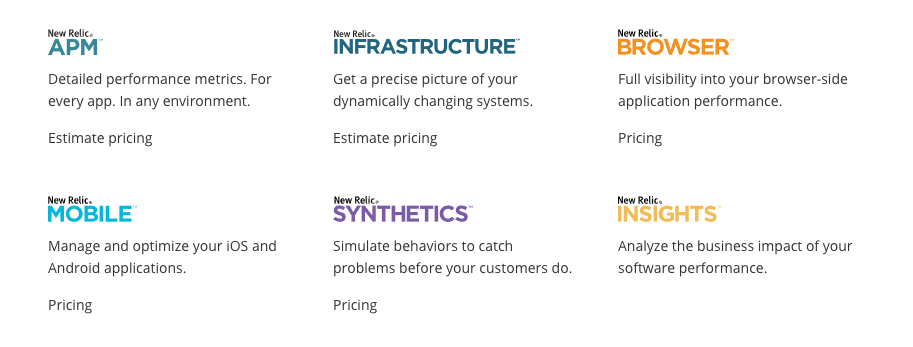 New Relic®
APM™
Detailed performance metrics. For
every app. In any environment.
Estimate pricing
New Relic®
INFRASTRUCTURE™
Get a precise picture of your
dynamically changing systems.
Estimate pricing
New Relic®
BROWSER™
Full visibility into your browser-side
application performance.
Pricing
New Relic®
MOBILE™
Manage and optimize your iOS and
Android applications.
Pricing
New Relic®
SYNTHETICS™
Simulate behaviors to catch
problems before your customers do.
Pricing
New Relic®
INSIGHTS™
Analyze the business impact of your
software performance.